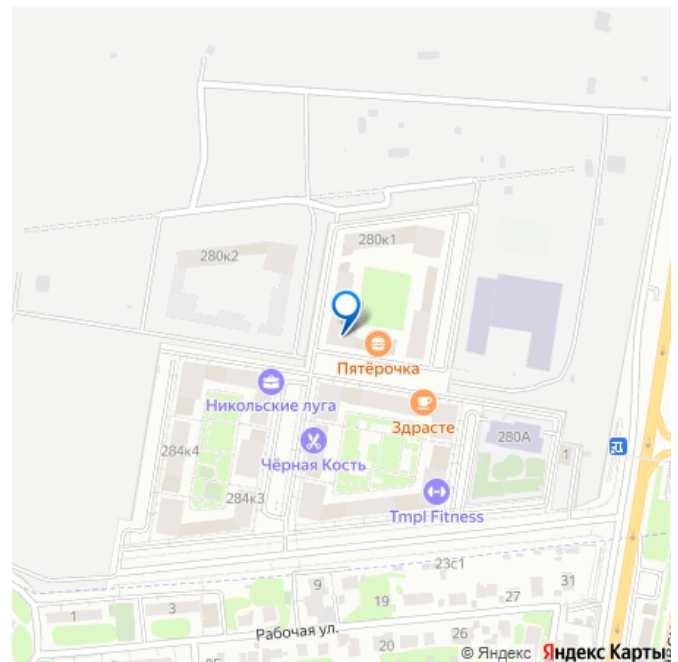 280к1
280к2
Пятёрочка
Никольские луга
Здрасте
280А
1
284к4
Чёрная Кость
284к3
Tmpl Fitness
23с1
9
31
1
3
19
27
Рабочая ул.
26
20
© Яндекс Яндекс Карты